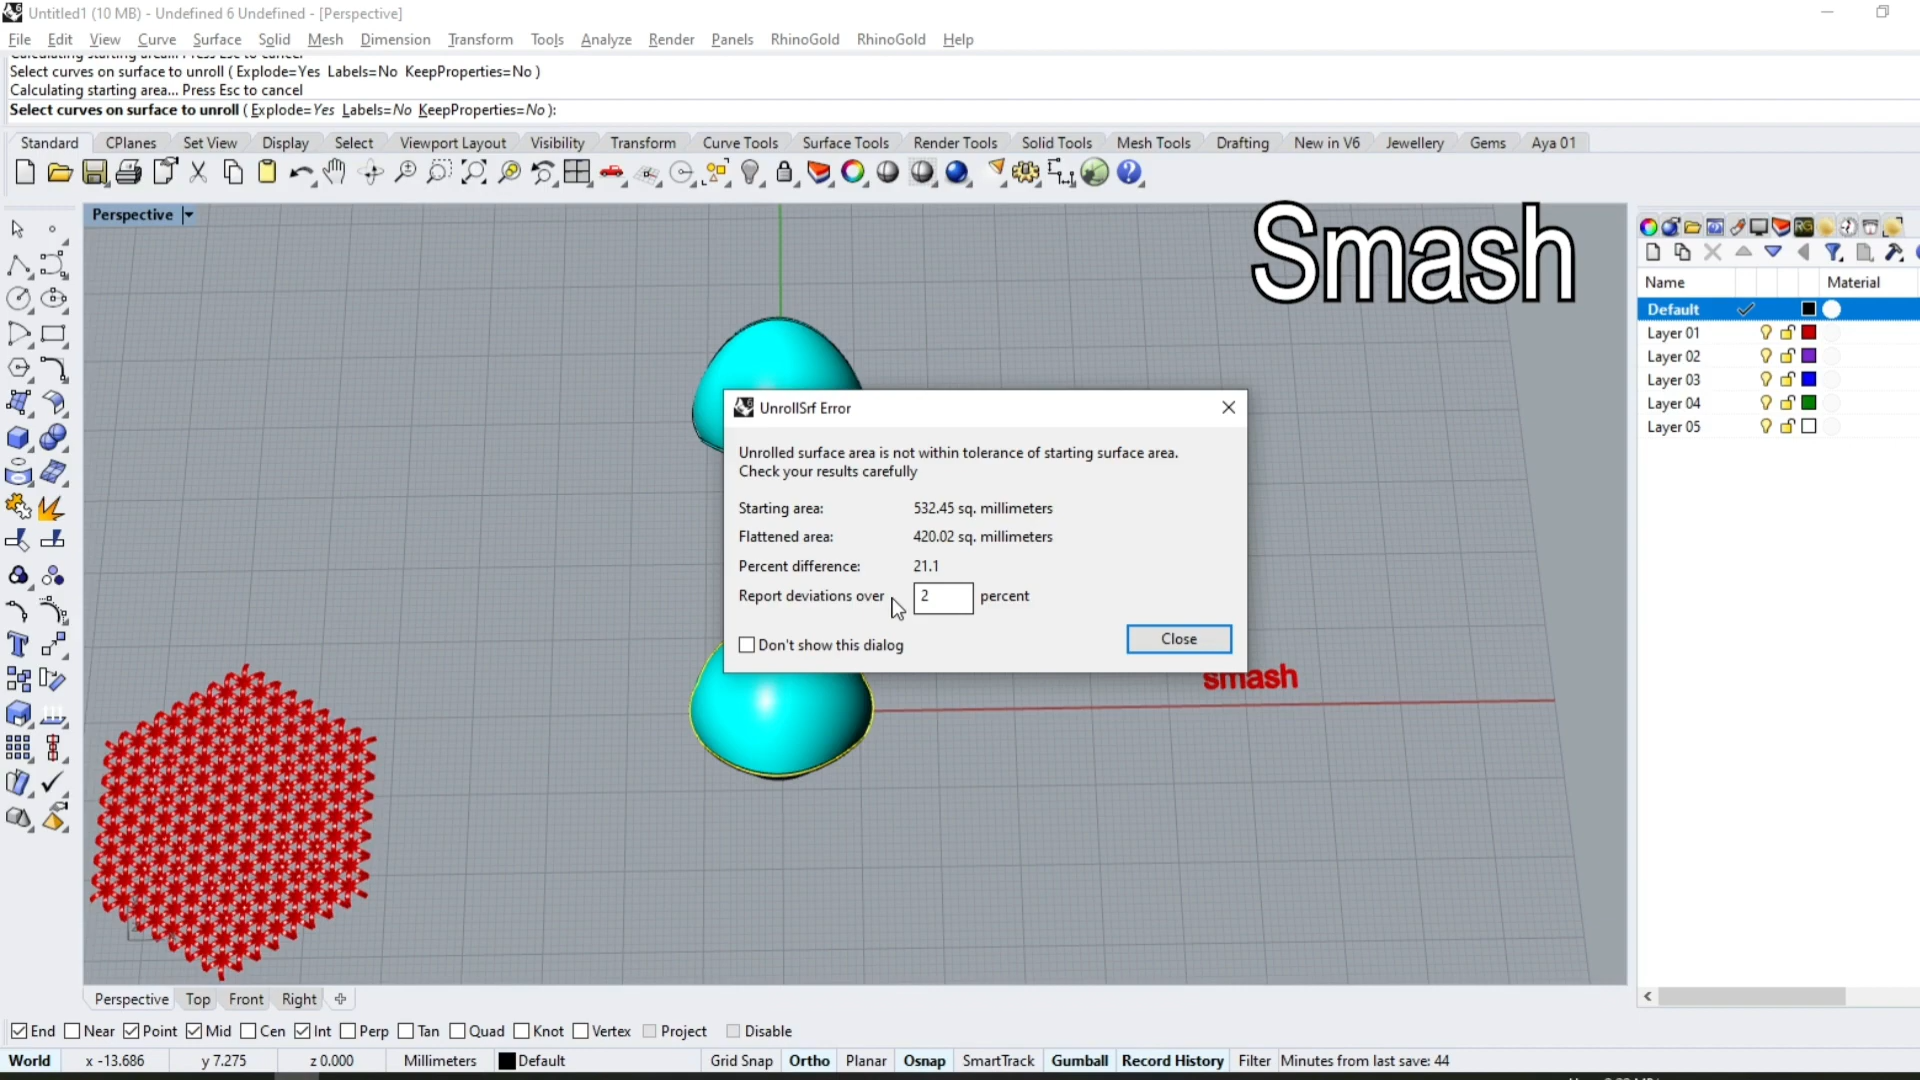 Untitled1 (10 MB) - Undefined 6 Undefined - [Perspective]
File Edit View Curve Surface Solid Mesh Dimension Transform Tools Analyze Render Panels RhinoGold RhinoGold Help
Calculating starting area... Press Esc to cancel
Select curves on surface to unroll ( Explode=Yes Labels=No KeepProperties=No )
Calculating starting area... Press Esc to cancel
Select curves on surface to unroll ( Explode=Yes Labels=No KeepProperties=No ):
Standard CPlanes Set View Display Select Viewport Layout Visibility Transform Curve Tools Surface Tools Render Tools Solid Tools Mesh Tools Drafting New in V6 Jewellery Gems Aya 01
Perspective
Smash
Name Material
Default
Layer 01
Layer 02
Layer 03
Layer 04
Layer 05
UnrollSrf Error
Unrolled surface area is not within tolerance of starting surface area.
Check your results carefully
Starting area: 532.45 sq. millimeters
Flattened area: 420.02 sq. millimeters
Percent difference: 21.1
Report deviations over 2 percent
Don't show this dialog
Close
smash
Perspective Top Front Right
End Near Point Mid Cen Int Perp Tan Quad Knot Vertex Project Disable
World x -13.686 y 7.275 z 0.000 Millimeters Default Grid Snap Ortho Planar Osnap SmartTrack Gumball Record History Filter Minutes from last save: 44